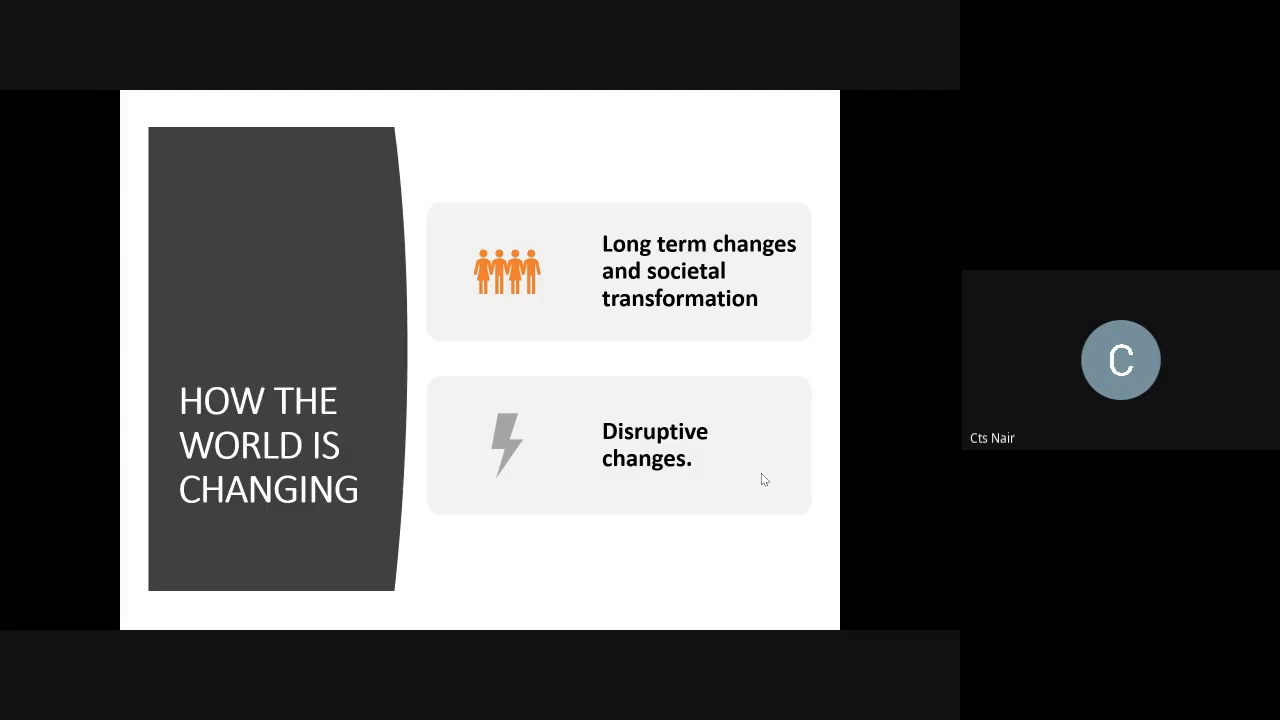 HOW THE
WORLD IS
CHANGING
Long term changes
and societal
transformation
Disruptive
changes.
C
Cts Nair